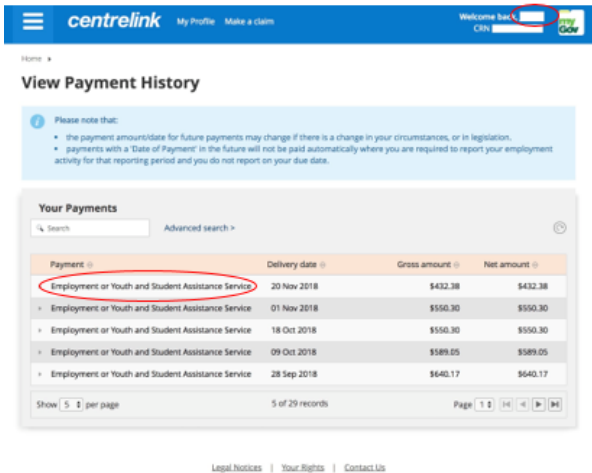 centrelink My Profile Make a claim Welcome back,
CRN
my
Gov
Home
View Payment History
Please note that:
• the payment amount/date for future payments may change if there is a change in your circumstances, or in legislation.
• payments with a 'Date of Payment' in the future will not be paid automatically where you are required to report your employment
activity for that reporting period and you do not report on your due date.
Your Payments
Search Advanced search >
Payment Delivery date Gross amount Net amount
Employment or Youth and Student Assistance Service 20 Nov 2018 $432.38 $432.38
Employment or Youth and Student Assistance Service 01 Nov 2018 $550.30 $550.30
Employment or Youth and Student Assistance Service 18 Oct 2018 $550.30 $550.30
Employment or Youth and Student Assistance Service 09 Oct 2018 $589.05 $589.05
Employment or Youth and Student Assistance Service 28 Sep 2018 $640.17 $640.17
Show 5 per page 5 of 29 records Page 1
Legal Notices | Your Rights | Contact Us